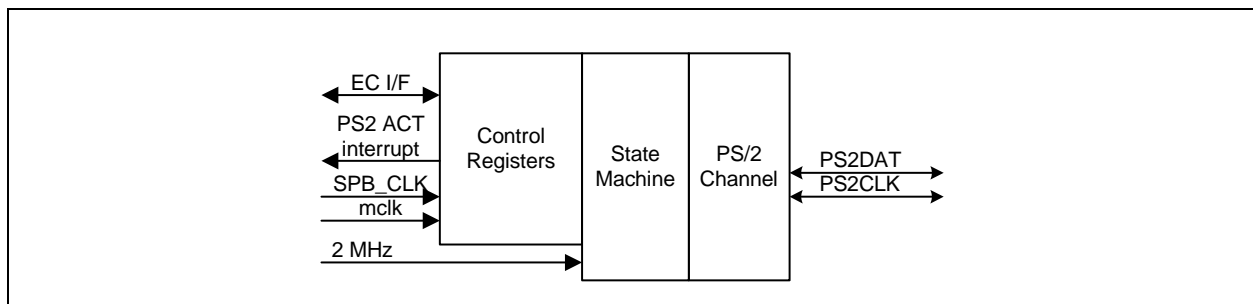 EC I/F
PS2 ACT
interrupt
SPB_CLK
mclk
2 MHz
Control
Registers
State
Machine
PS/2
Channel
PS2DAT
PS2CLK